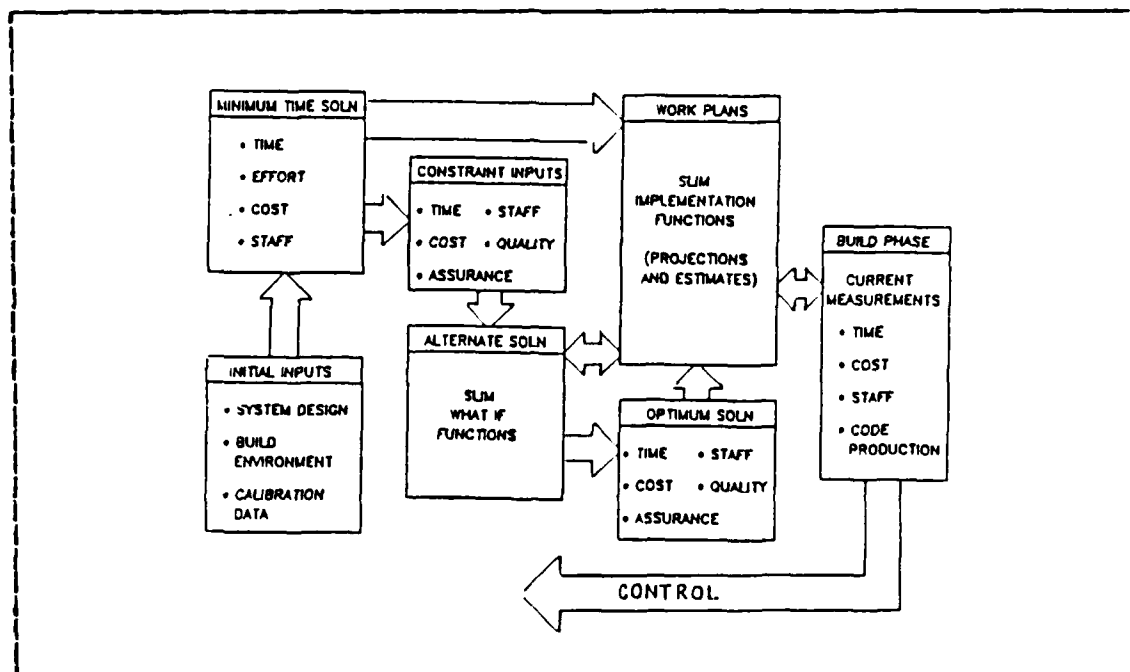 MINIMUM TIME SOLN
• TIME
• EFFORT
• COST
• STAFF
CONSTRAINT INPUTS
• TIME • STAFF
• COST • QUALITY
• ASSURANCE
WORK PLANS
SLIM
IMPLEMENTATION
FUNCTIONS
(PROJECTIONS
AND ESTIMATES)
BUILD PHASE
CURRENT
MEASUREMENTS
• TIME
• COST
• STAFF
• CODE
PRODUCTION
INITIAL INPUTS
• SYSTEM DESIGN
• BUILD
ENVIRONMENT
• CALIBRATION
DATA
ALTERNATE SOLN
SLIM
WHAT IF
FUNCTIONS
OPTIMUM SOLN
• TIME • STAFF
• COST • QUALITY
• ASSURANCE
CONTROL